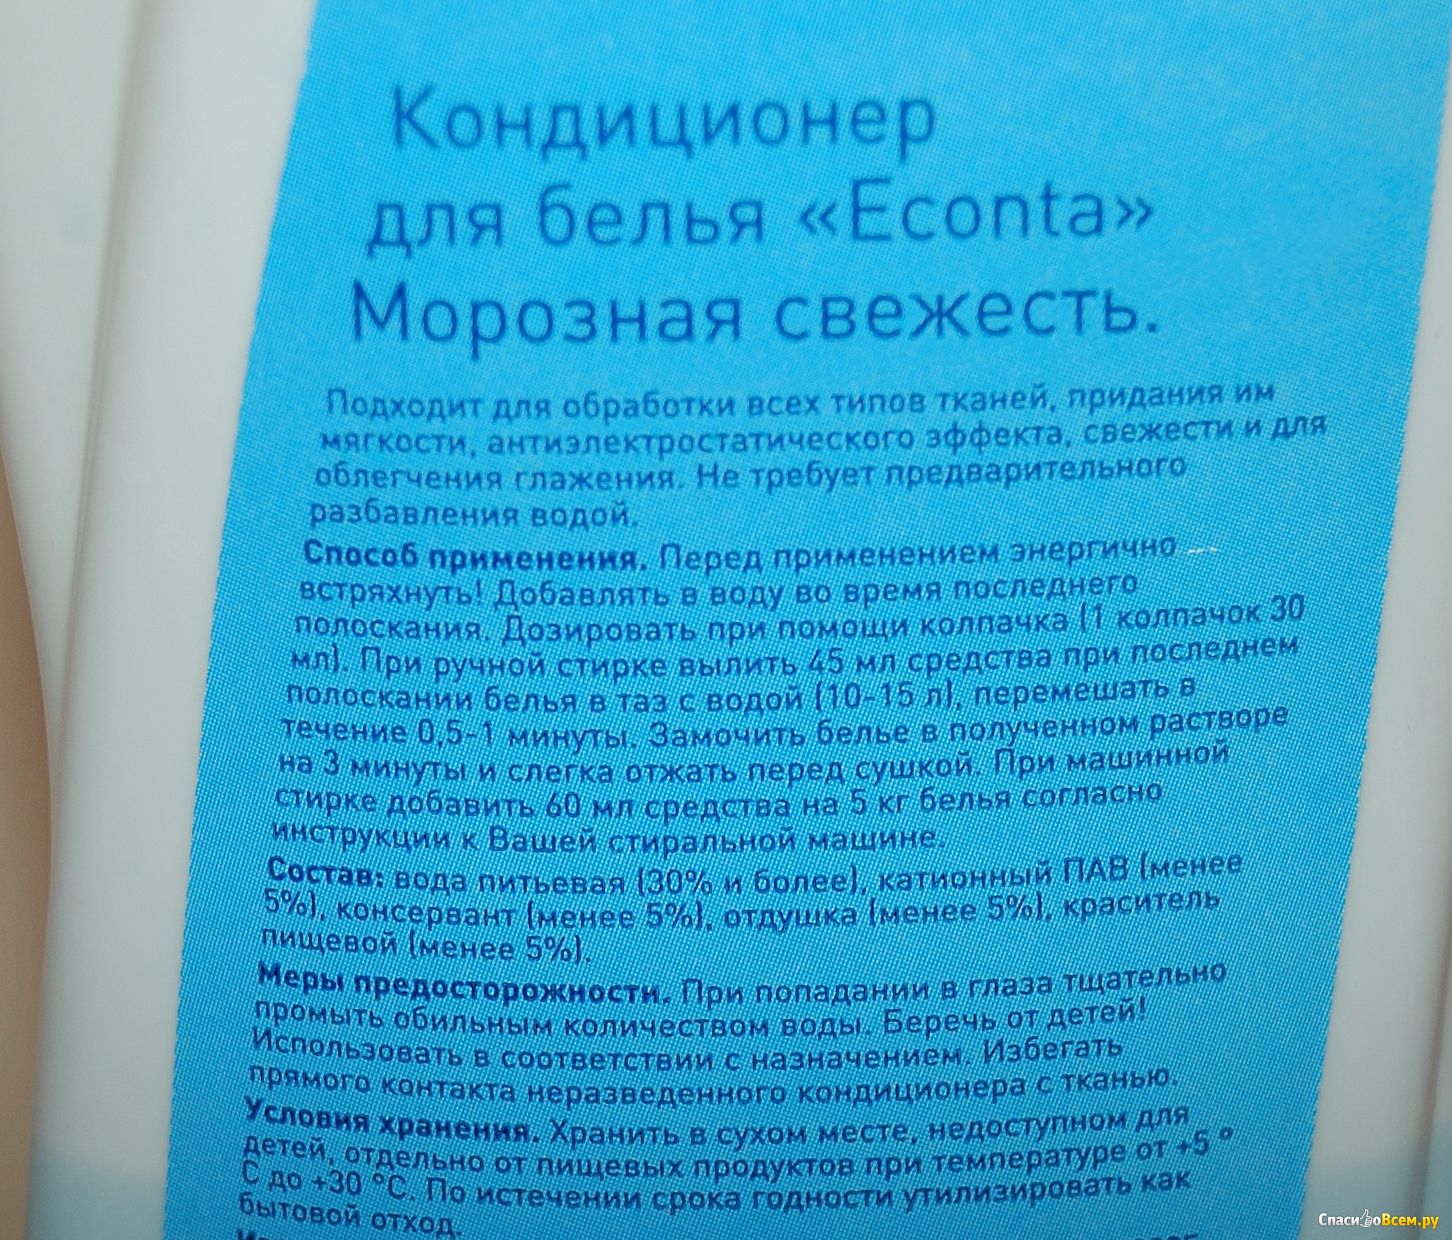 Кондиционер
для белья «Econta»
Морозная свежесть.
Подходит для обработки всех типов тканей, придания им
мягкости, антиэлектростатического эффекта, свежести и для
облегчения глажения. Не требует предварительного
разбавления водой.
Способ применения. Перед применением энергично
встряхнуть! Добавлять в воду во время последнего
полоскания. Дозировать при помощи колпачка (1 колпачок 30
мл). При ручной стирке вылить 45 мл средства при последнем
полоскании белья в таз с водой (10-15 л), перемешать в
течение 0,5-1 минуты. Замочить белье в полученном растворе
на 3 минуты и слегка отжать перед сушкой. При машинной
стирке добавить 60 мл средства на 5 кг белья согласно
инструкции к Вашей стиральной машине.
Состав: вода питьевая (30% и более), катионный ПАВ (менее
5%), консервант (менее 5%), отдушка (менее 5%), краситель
пищевой (менее 5%).
Меры предосторожности. При попадании в глаза тщательно
промыть обильным количеством воды. Беречь от детей!
Использовать в соответствии с назначением. Избегать
прямого контакта неразведенного кондиционера с тканью.
Условия хранения. Хранить в сухом месте, недоступном для
детей, отдельно от пищевых продуктов при температуре от +5 °
С до +30 °С. По истечении срока годности утилизировать как
бытовой отход.
СпасибоВсем.ру